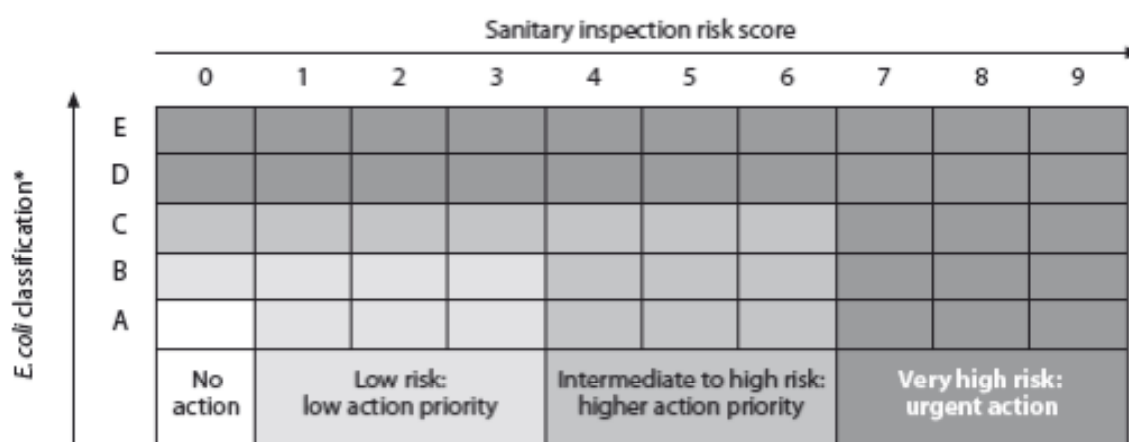 Sanitary inspection risk score
0 1 2 3 4 5 6 7 8 9
E
D
C
B
A
E. coli classification*
No
action
Low risk:
low action priority
Intermediate to high risk:
higher action priority
Very high risk:
urgent action